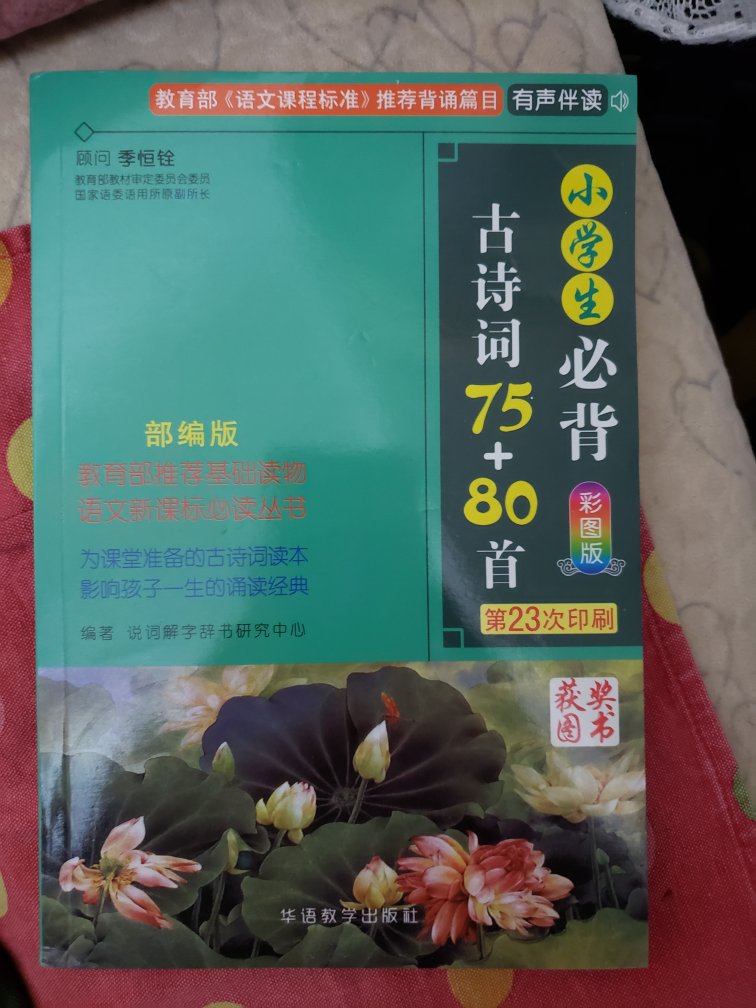 教育部《语文课程标准》推荐背诵篇目 有声伴读
顾问 季恒铨
教育部教材审定委员会委员
国家语委语用所原副所长
小学生必背
古诗词75+80首
彩图版
第23次印刷
部编版
教育部推荐基础读物
语文新课标必读丛书
为课堂准备的古诗词读本
影响孩子一生的诵读经典
编著 说词解字辞书研究中心
获奖
图书
华语教学出版社